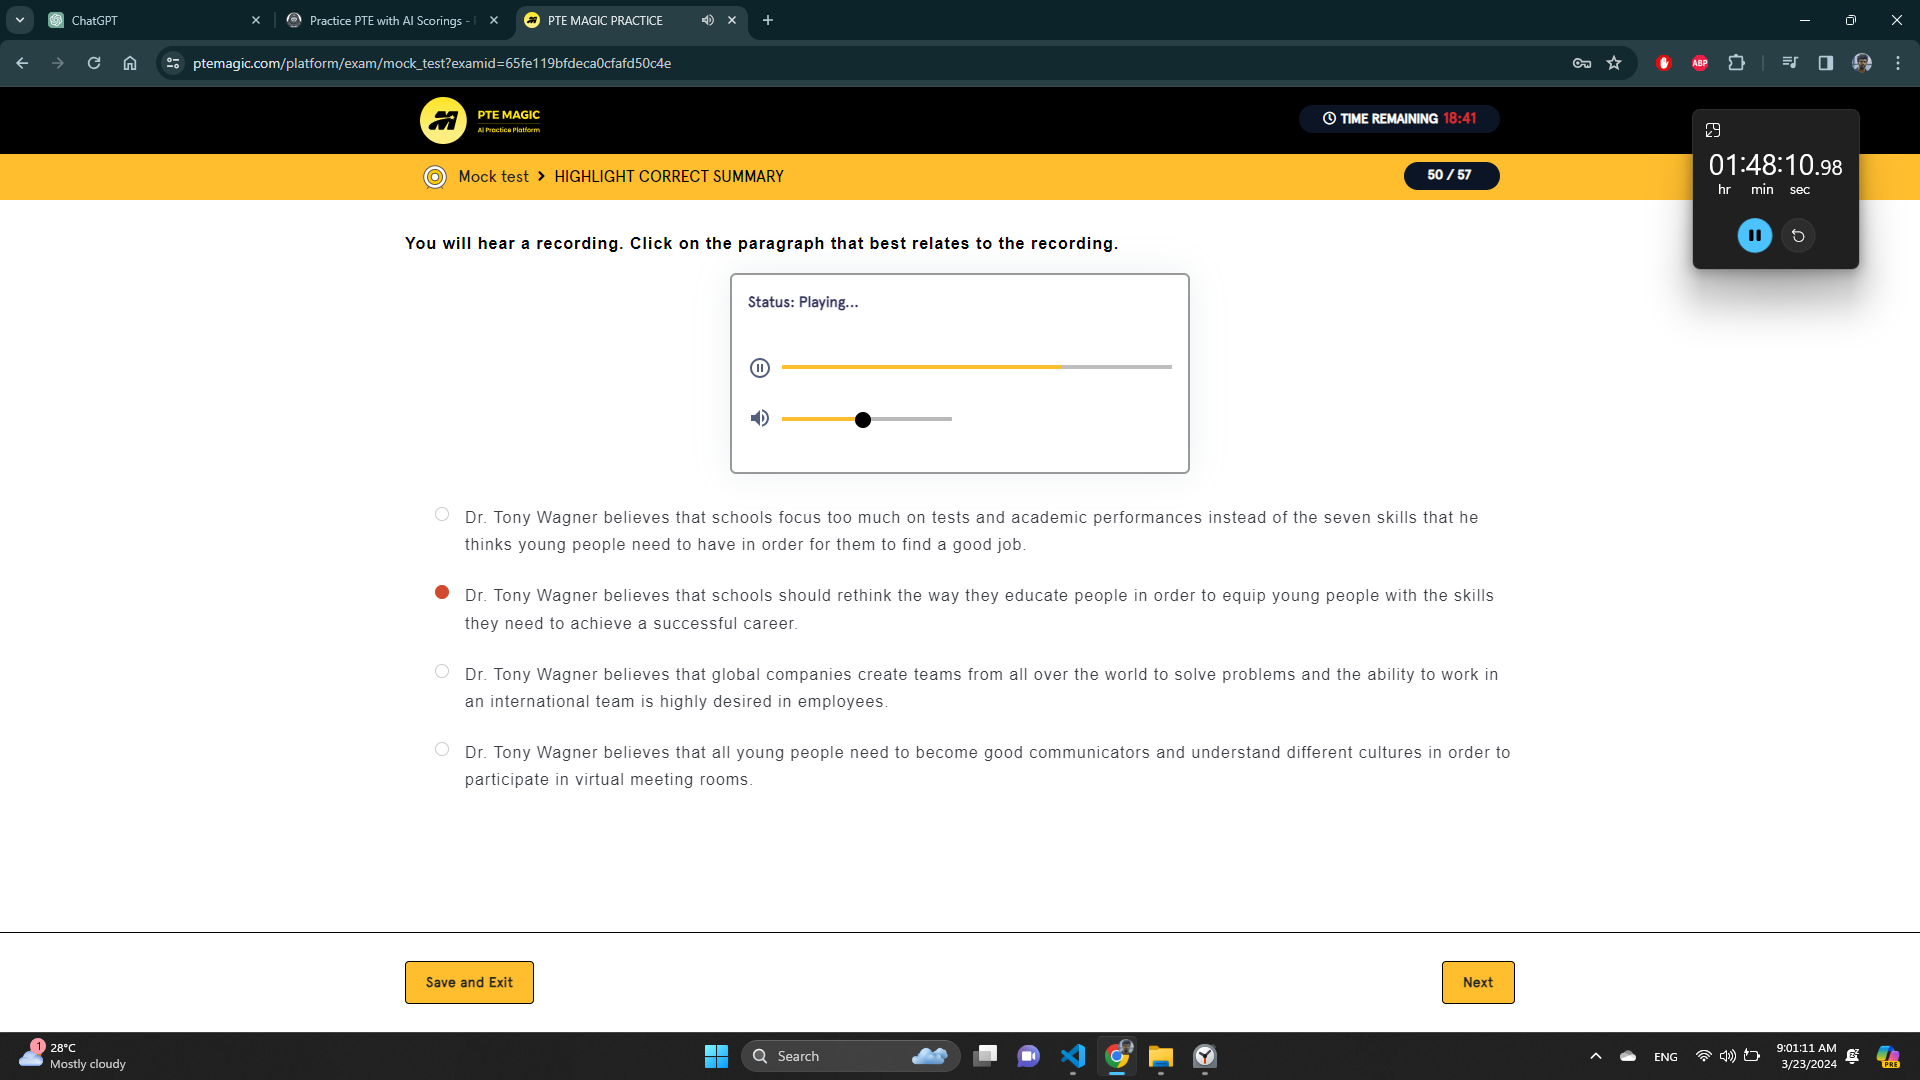 ChatGPT
Practice PTE with AI Scorings -
PTE MAGIC PRACTICE
ptemagic.com/platform/exam/mock_test?examid=65fe119bfdeca0cfafd50c4e
ABP
PTE MAGIC
AI Practice Platform
TIME REMAINING 18:41
01:48:10.98
hr min sec
Mock test > HIGHLIGHT CORRECT SUMMARY
50 / 57
You will hear a recording. Click on the paragraph that best relates to the recording.
Status: Playing...
Dr. Tony Wagner believes that schools focus too much on tests and academic performances instead of the seven skills that he
thinks young people need to have in order for them to find a good job.
Dr. Tony Wagner believes that schools should rethink the way they educate people in order to equip young people with the skills
they need to achieve a successful career.
Dr. Tony Wagner believes that global companies create teams from all over the world to solve problems and the ability to work in
an international team is highly desired in employees.
Dr. Tony Wagner believes that all young people need to become good communicators and understand different cultures in order to
participate in virtual meeting rooms.
Save and Exit
Next
1
28°C
Mostly cloudy
Search
ENG
9:01:11 AM
3/23/2024
PRE